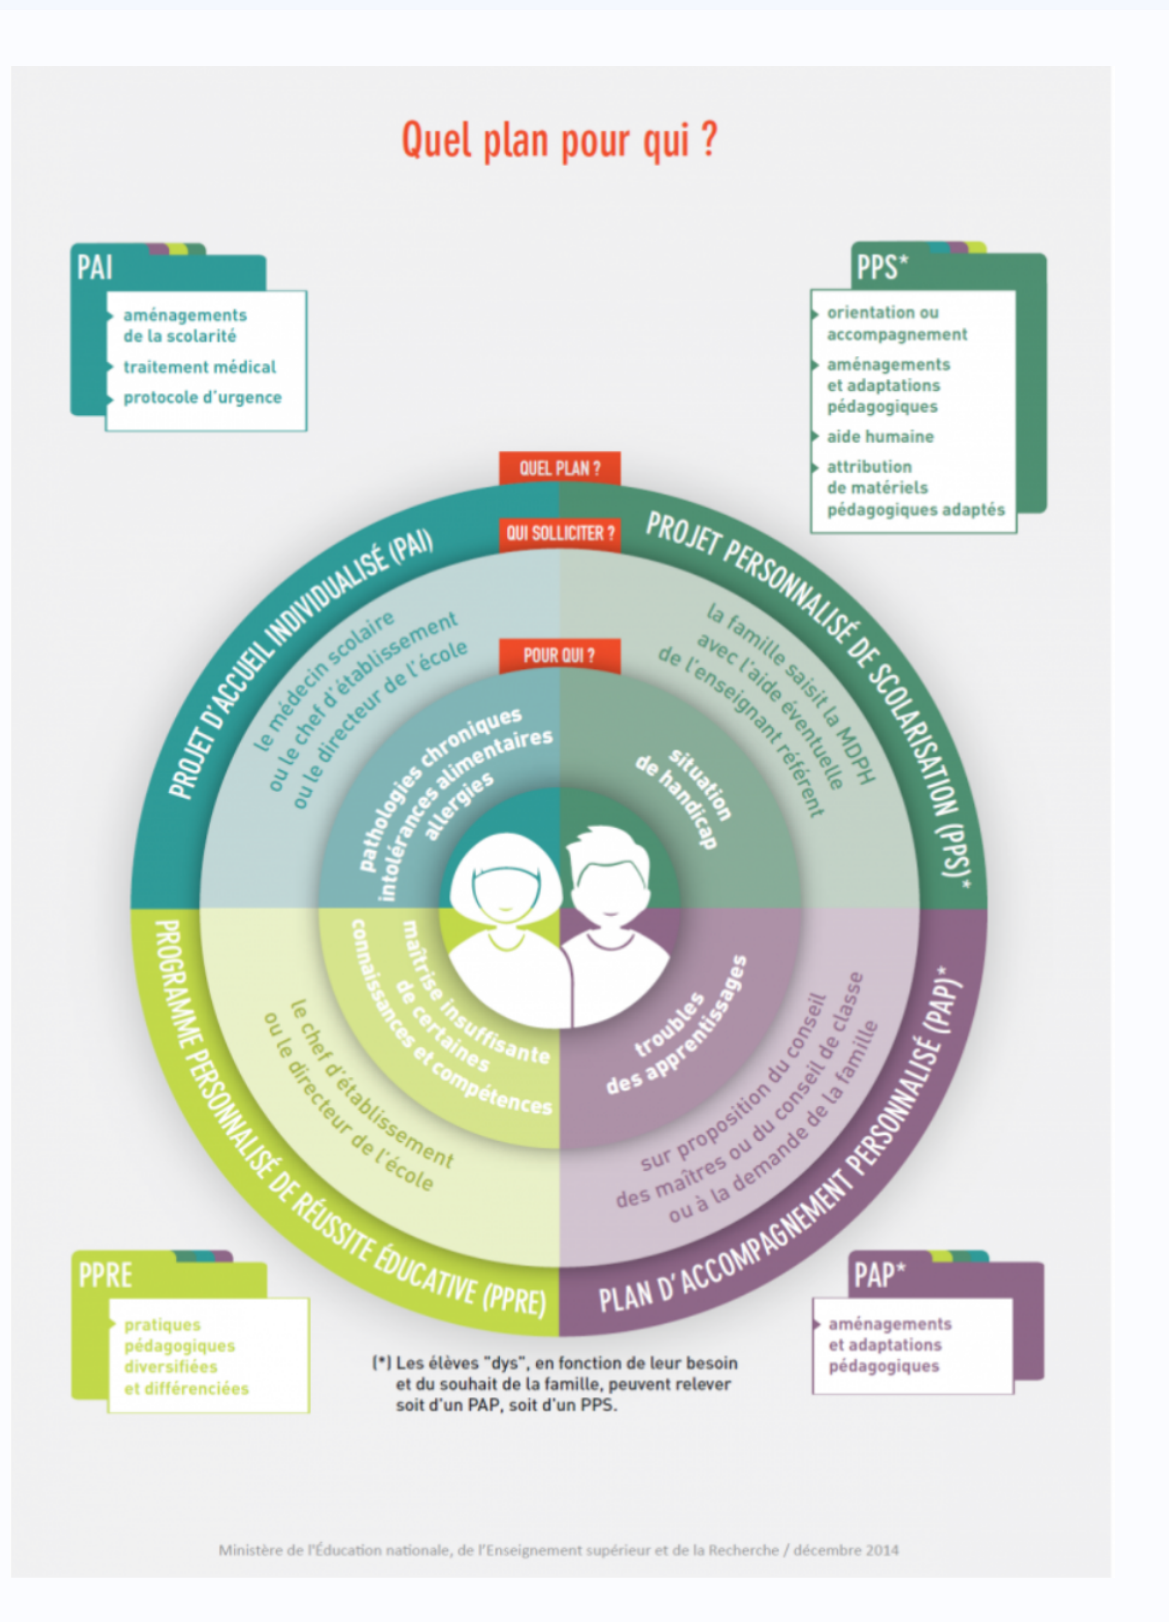 Quel plan pour qui ?
PAI
aménagements
de la scolarité
traitement médical
protocole d'urgence
PPS*
orientation ou
accompagnement
aménagements
et adaptations
pédagogiques
aide humaine
attribution
de matériels
pédagogiques adaptés
QUEL PLAN ?
QUI SOLLICITER ?
POUR QUI ?
PROJET D'ACCUEIL INDIVIDUALISÉ (PAI)
le médecin scolaire
ou le chef d'établissement
ou le directeur de l'école
pathologies chroniques
intolérances alimentaires
allergies
PROJET PERSONNALISÉ DE SCOLARISATION (PPS)*
la famille saisit la MDPH
avec l'aide éventuelle
de l'enseignant référent
situation
de handicap
PROGRAMME PERSONNALISÉ DE RÉUSSITE ÉDUCATIVE (PPRE)
le chef d'établissement
ou le directeur de l'école
maîtrise insuffisante
de certaines
connaissances et compétences
PLAN D'ACCOMPAGNEMENT PERSONNALISÉ (PAP)*
sur proposition du conseil
des maîtres ou du conseil de classe
ou à la demande de la famille
troubles
des apprentissages
PPRE
pratiques
pédagogiques
diversifiées
et différenciées
PAP*
aménagements
et adaptations
pédagogiques
(*) Les élèves "dys", en fonction de leur besoin
et du souhait de la famille, peuvent relever
soit d'un PAP, soit d'un PPS.
Ministère de l'Éducation nationale, de l'Enseignement supérieur et de la Recherche / décembre 2014